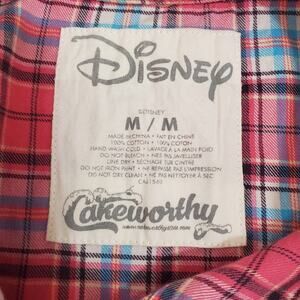 Disney
©DISNEY
M / M
MADE IN CHINA • FAIT EN CHINE
100% COTTON • 100% COTON
HAND WASH COLD • LAVAGE À LA MAIN FROID
DO NOT BLEACH • NE PAS JAVELLISER
LINE DRY • SÉCHAGE SUR CINTRE
DO NOT IRON PRINT • NE REPASSE PAS L'IMPRESSION
DO NOT DRY CLEAN • NE PAS NETTOYER À SEC
Cakeworthy